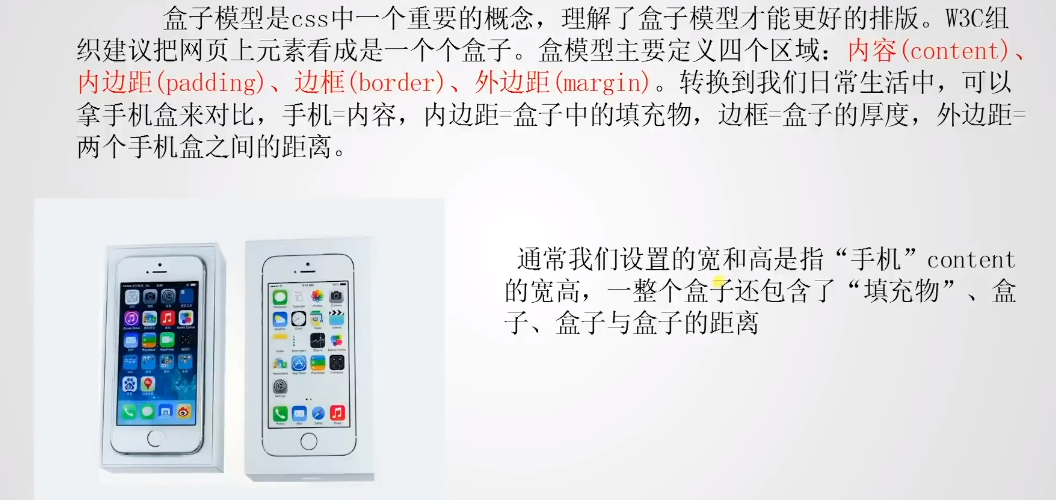 盒子模型是css中一个重要的概念，理解了盒子模型才能更好的排版。W3C组
织建议把网页上元素看成是一个个盒子。盒模型主要定义四个区域：内容(content)、
内边距(padding)、边框(border)、外边距(margin)。转换到我们日常生活中，可以
拿手机盒来对比，手机=内容，内边距=盒子中的填充物，边框=盒子的厚度，外边距=
两个手机盒之间的距离。
通常我们设置的宽和高是指“手机”content
的宽高，一整个盒子还包含了“填充物”、盒
子、盒子与盒子的距离